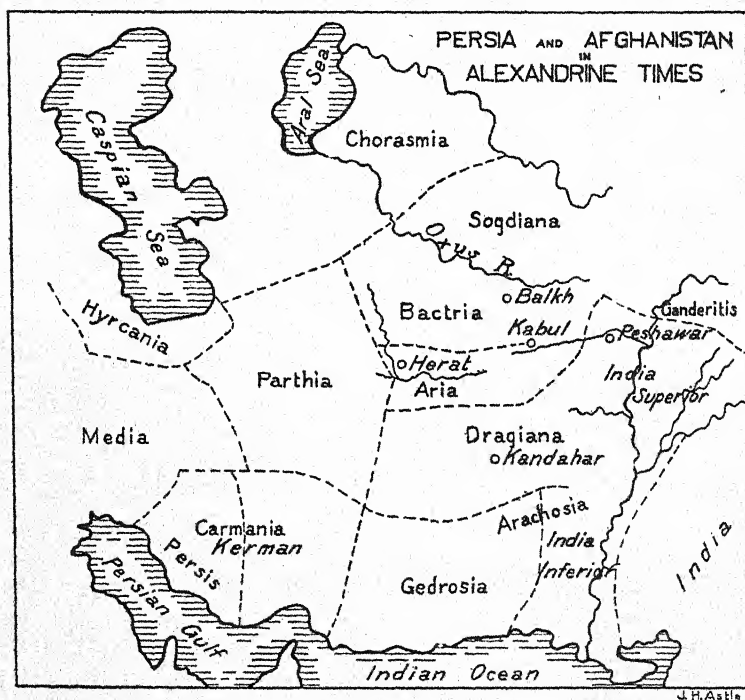 PERSIA AND AFGHANISTAN
IN
ALEXANDRINE TIMES
Caspian
Sea
Aral Sea
Chorasmia
Sogdiana
Oxus R.
Balkh
Bactria
Kabul
Ganderitis
Peshawar
Hyrcania
Herat
Aria
India
Superior
Parthia
Media
Dragiana
Kandahar
Arachosia
Carmania
Kerman
Persis
Persian Gulf
Gedrosia
India
Inferior
India
Indian Ocean
J.H.Astle